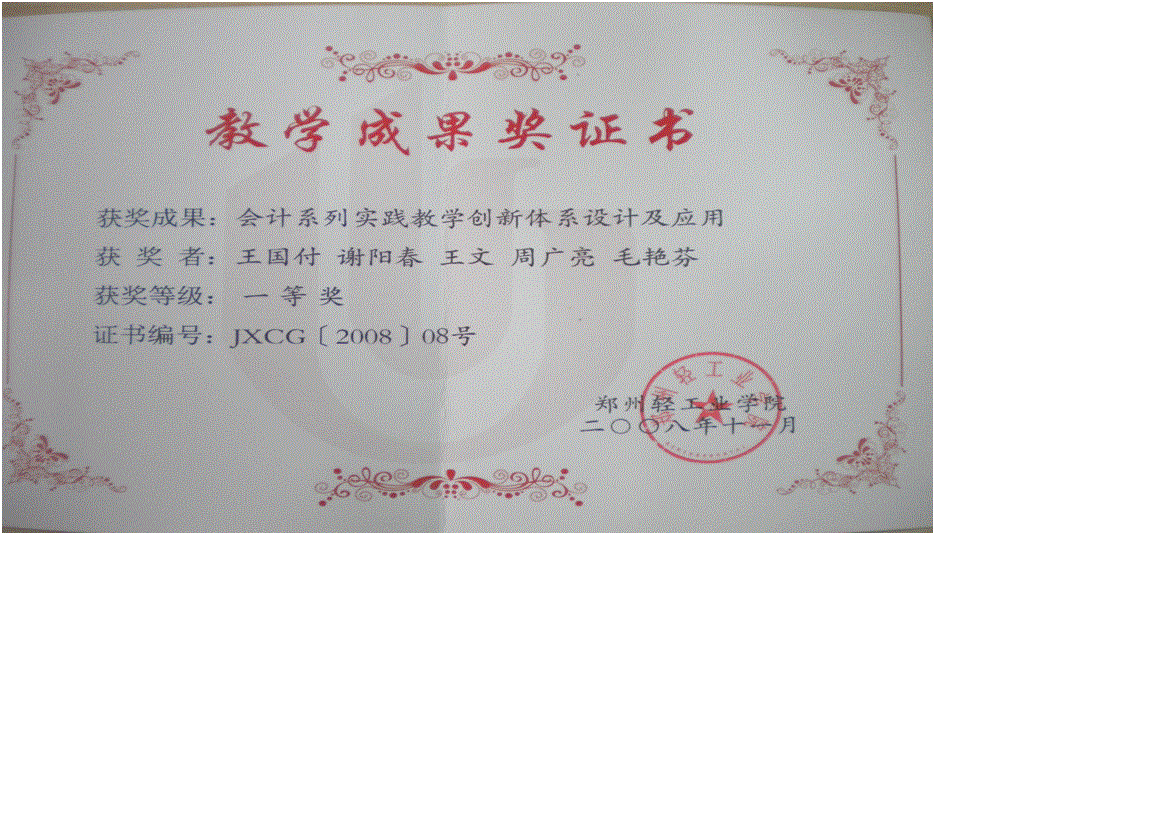 教学成果奖证书
获奖成果：会计系列实践教学创新体系设计及应用
获 奖 者：王国付 谢阳春 王文 周广亮 毛艳芬
获奖等级： 一 等 奖
证书编号：JXCG〔2008〕08号
郑州轻工业学院
二〇〇八年十一月